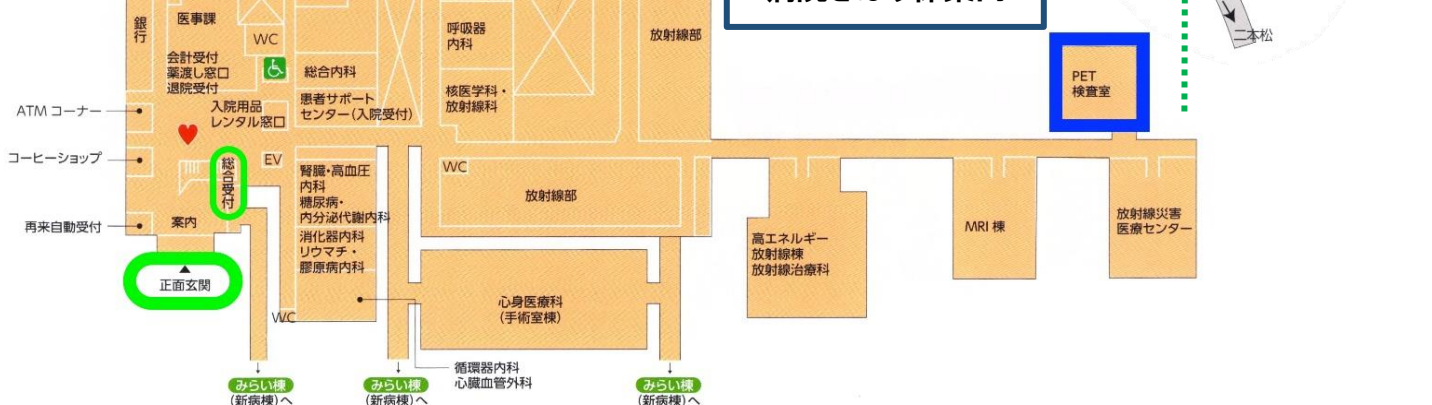 銀行
医事課
WC
会計受付
薬渡し窓口
退院受付
入院用品
レンタル窓口
ATM コーナー
コーヒーショップ
再来自動受付
総合受付
EV
案内
正面玄関
総合内科
患者サポート
センター(入院受付)
腎臓・高血圧
内科
糖尿病・
内分泌代謝内科
消化器内科
リウマチ・
膠原病内科
WC
呼吸器
内科
核医学科・
放射線科
WC
放射線部
放射線部
心身医療科
(手術室棟)
循環器内科
心臓血管外科
みらい棟
(新病棟)へ
みらい棟
(新病棟)へ
みらい棟
(新病棟)へ
高エネルギー
放射線棟
放射線治療科
MRI 棟
放射線災害
医療センター
PET
検査室
二本松